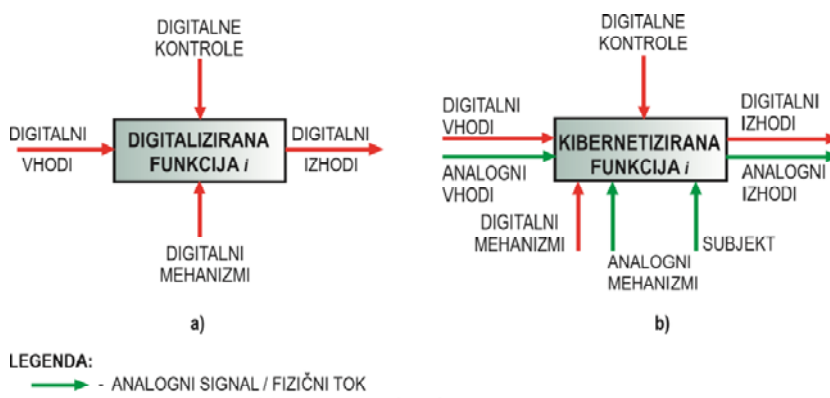 DIGITALNE
KONTROLE
DIGITALNI
VHODI
DIGITALIZIRANA
FUNKCIJA i
DIGITALNI
IZHODI
DIGITALNI
MEHANIZMI
a)
DIGITALNE
KONTROLE
DIGITALNI
VHODI
ANALOGNI
VHODI
KIBERNETIZIRANA
FUNKCIJA i
DIGITALNI
IZHODI
ANALOGNI
IZHODI
DIGITALNI
MEHANIZMI
ANALOGNI
MEHANIZMI
SUBJEKT
b)
LEGENDA:
- ANALOGNI SIGNAL / FIZIČNI TOK